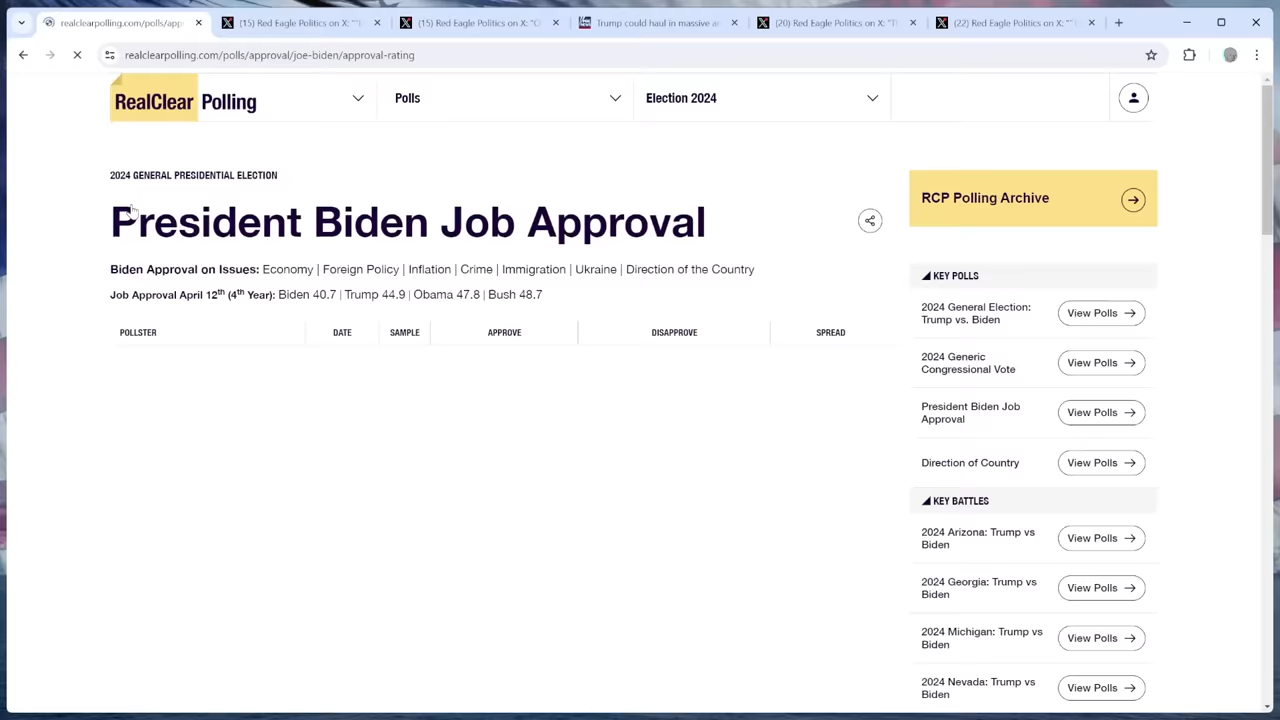 realclearpolling.com/polls/app
(15) Red Eagle Politics on X: "
(15) Red Eagle Politics on X: "
Trump could haul in massive a
(20) Red Eagle Politics on X: "T
(22) Red Eagle Politics on X: "
realclearpolling.com/polls/approval/joe-biden/approval-rating
RealClear Polling
Polls
Election 2024
2024 GENERAL PRESIDENTIAL ELECTION
President Biden Job Approval
Biden Approval on Issues: Economy | Foreign Policy | Inflation | Crime | Immigration | Ukraine | Direction of the Country
Job Approval April 12th (4th Year): Biden 40.7 | Trump 44.9 | Obama 47.8 | Bush 48.7
POLLSTER DATE SAMPLE APPROVE DISAPPROVE SPREAD
RCP Polling Archive
KEY POLLS
2024 General Election:
Trump vs. Biden
View Polls
2024 Generic
Congressional Vote
View Polls
President Biden Job
Approval
View Polls
Direction of Country
View Polls
KEY BATTLES
2024 Arizona: Trump vs
Biden
View Polls
2024 Georgia: Trump vs
Biden
View Polls
2024 Michigan: Trump vs
Biden
View Polls
2024 Nevada: Trump vs
Biden
View Polls